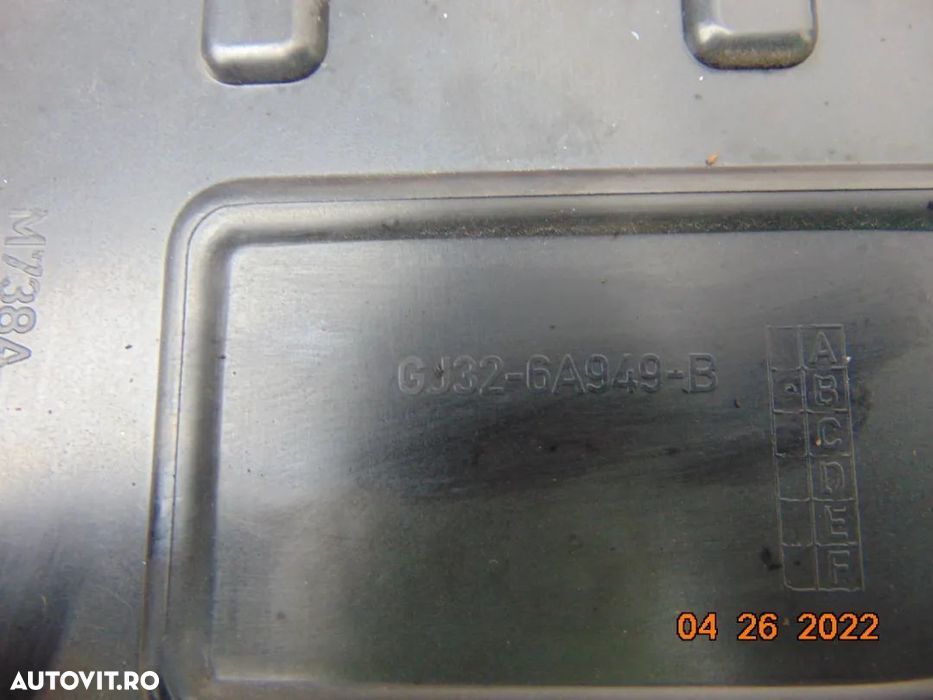 M738A
GJ32-6A949-B
A
B
C
D
E
F
04 26 2022
AUTOVIT.RO